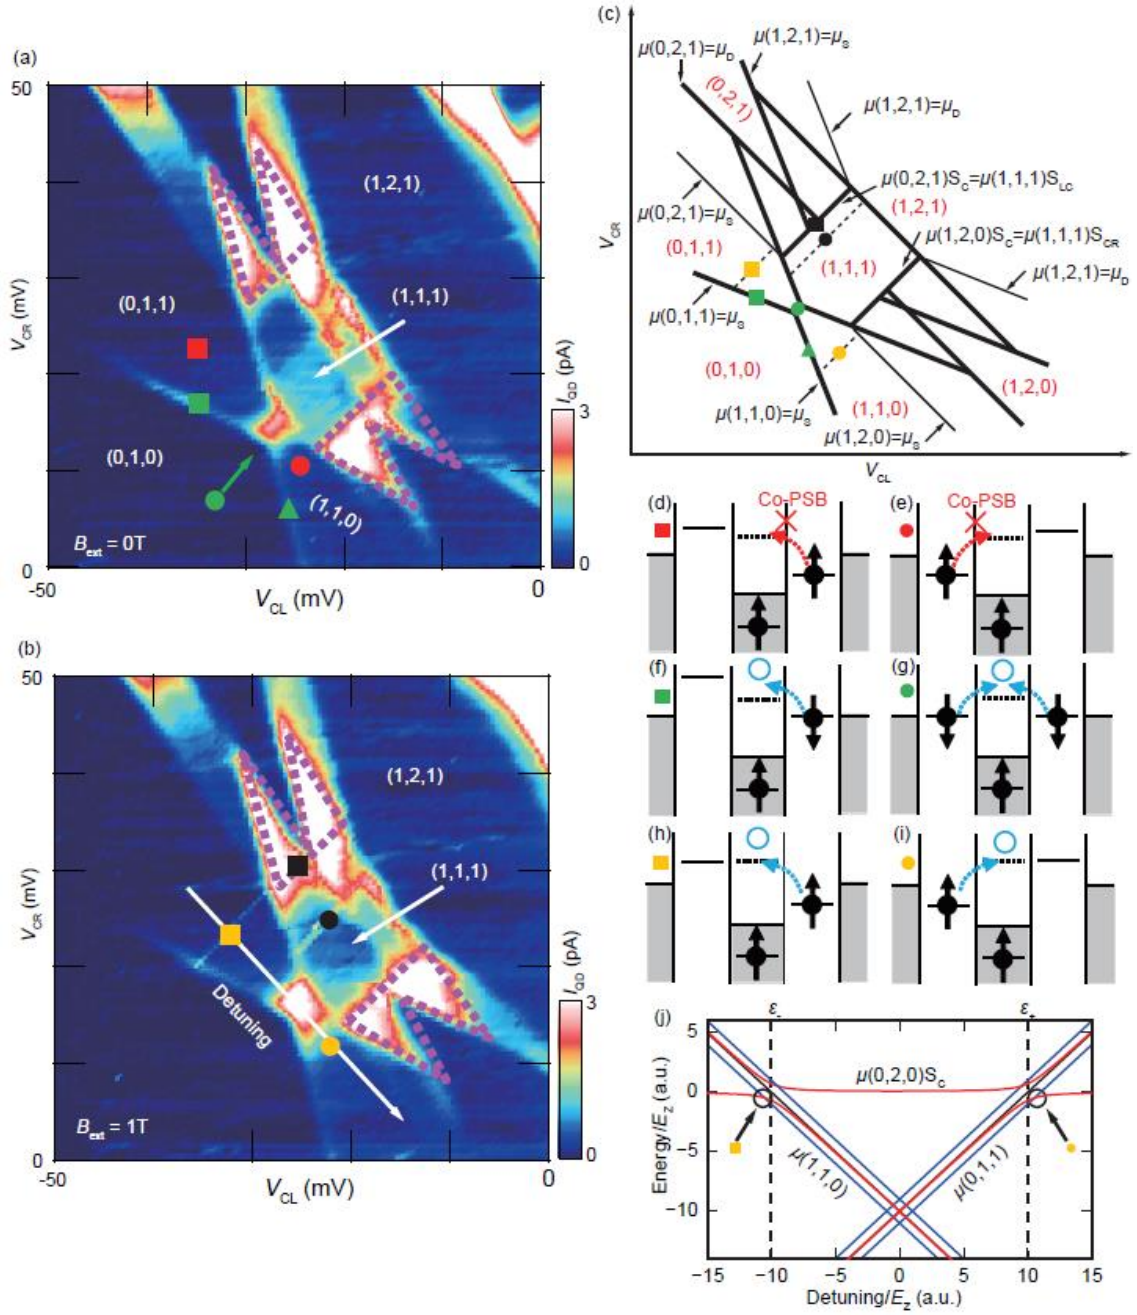 (a)
50
(1,2,1)
(0,1,1)
(1,1,1)
(0,1,0)
(1,1,0)
B_ext = 0T
V_CR (mV)
0
-50
V_CL (mV)
0
I_QD (pA)
3
0
(b)
50
(1,2,1)
(1,1,1)
Detuning
B_ext = 1T
V_CR (mV)
0
-50
V_CL (mV)
0
I_QD (pA)
3
0
(c)
μ(0,2,1)=μ_D
μ(1,2,1)=μ_S
(0,2,1)
μ(1,2,1)=μ_D
μ(0,2,1)S_C=μ(1,1,1)S_LC
(1,2,1)
μ(0,2,1)=μ_S
μ(1,2,0)S_C=μ(1,1,1)S_CR
(0,1,1)
(1,1,1)
μ(1,2,1)=μ_D
μ(0,1,1)=μ_S
(0,1,0)
(1,2,0)
μ(1,1,0)=μ_S
(1,1,0)
μ(1,2,0)=μ_S
V_CR
V_CL
(d)
Co-PSB
(e)
Co-PSB
(f)
(g)
(h)
(i)
(j)
ε_-
ε_+
5
0
−5
−10
Energy/E_Z (a.u.)
μ(0,2,0)S_C
μ(1,1,0)
μ(0,1,1)
−15
−10
−5
0
5
10
15
Detuning/E_Z (a.u.)